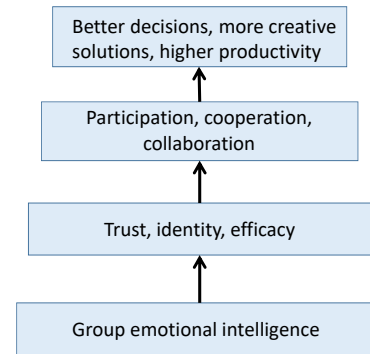 Better decisions, more creative
solutions, higher productivity
Participation, cooperation,
collaboration
Trust, identity, efficacy
Group emotional intelligence